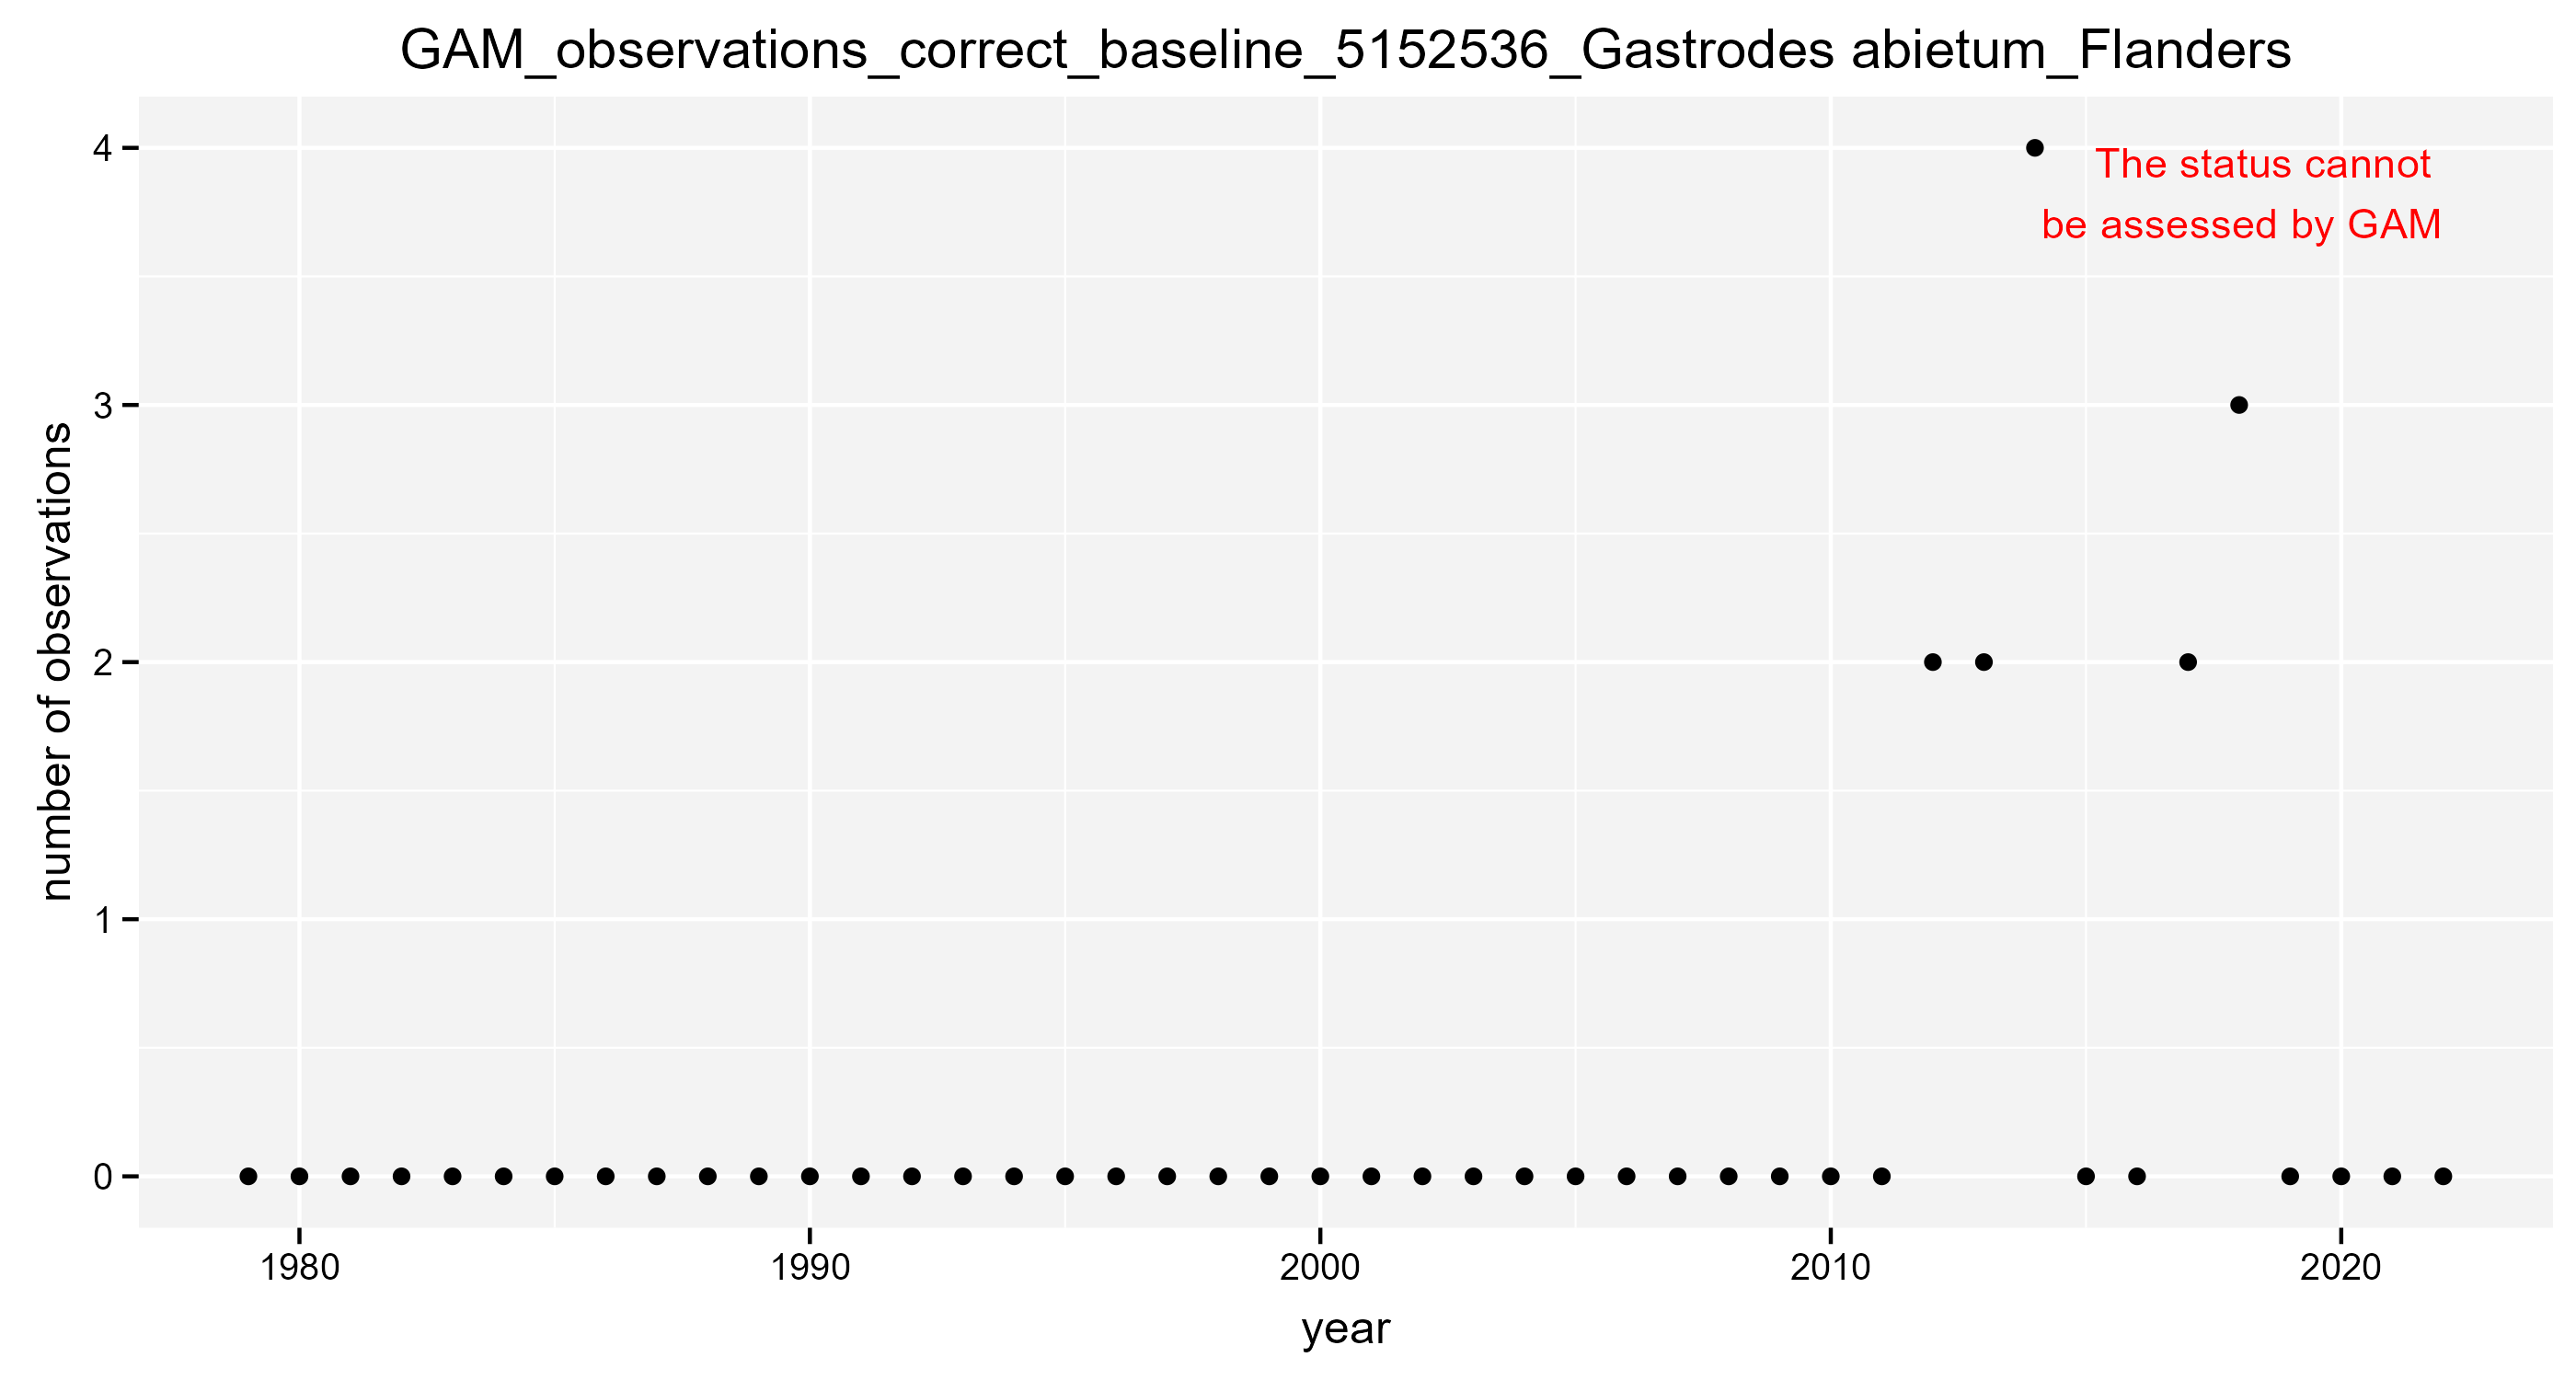 GAM_observations_correct_baseline_5152536_Gastrodes abietum_Flanders
4
The status cannot
be assessed by GAM
3
number of observations
2
1
0
1980 1990 2000 2010 2020
year